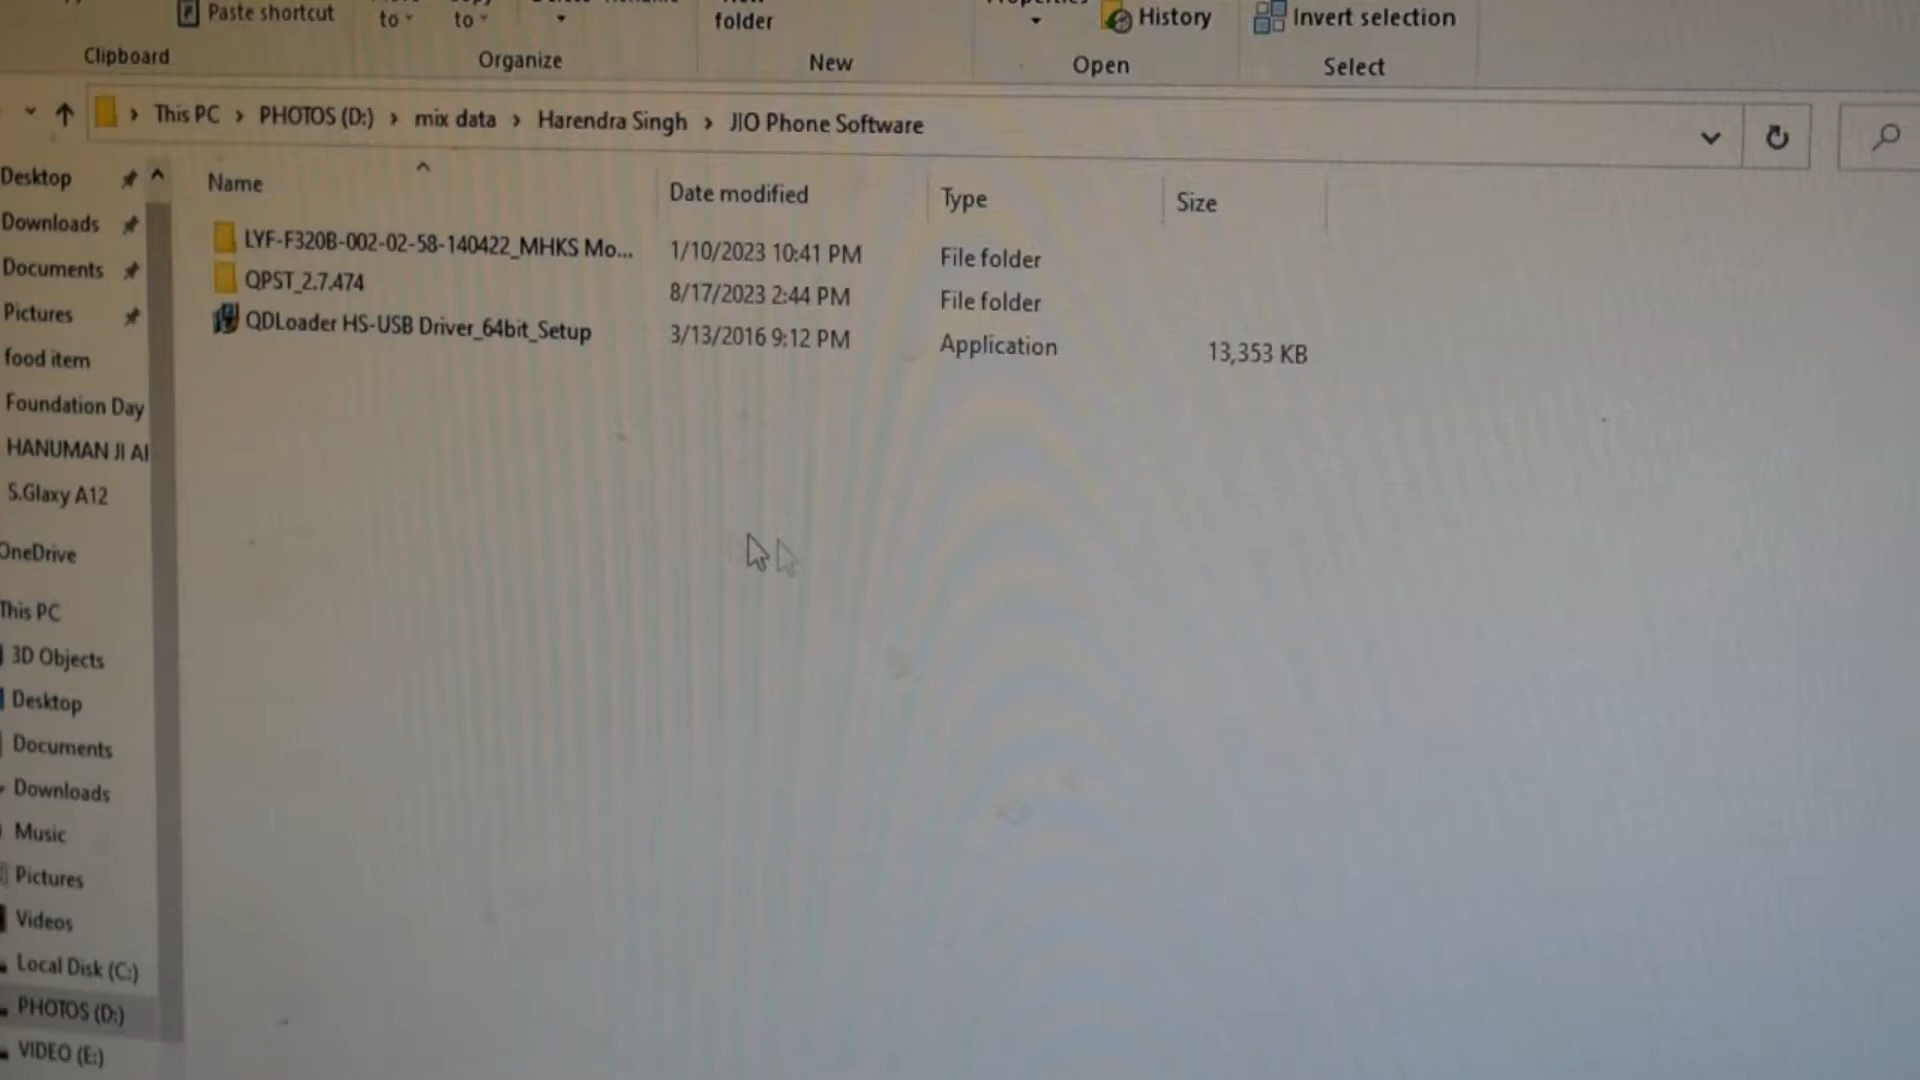 Paste shortcut
to
to
folder
History
Invert selection
Clipboard
Organize
New
Open
Select
This PC > PHOTOS (D:) > mix data > Harendra Singh > JIO Phone Software
Name
Date modified
Type
Size
LYF-F320B-002-02-58-140422_MHKS Mo...
1/10/2023 10:41 PM
File folder
QPST_2.7.474
8/17/2023 2:44 PM
File folder
QDLoader HS-USB Driver_64bit_Setup
3/13/2016 9:12 PM
Application
13,353 KB
Desktop
Downloads
Documents
Pictures
food item
Foundation Day
HANUMAN JI AI
S.Glaxy A12
OneDrive
This PC
3D Objects
Desktop
Documents
Downloads
Music
Pictures
Videos
Local Disk (C:)
PHOTOS (D:)
VIDEO (E:)